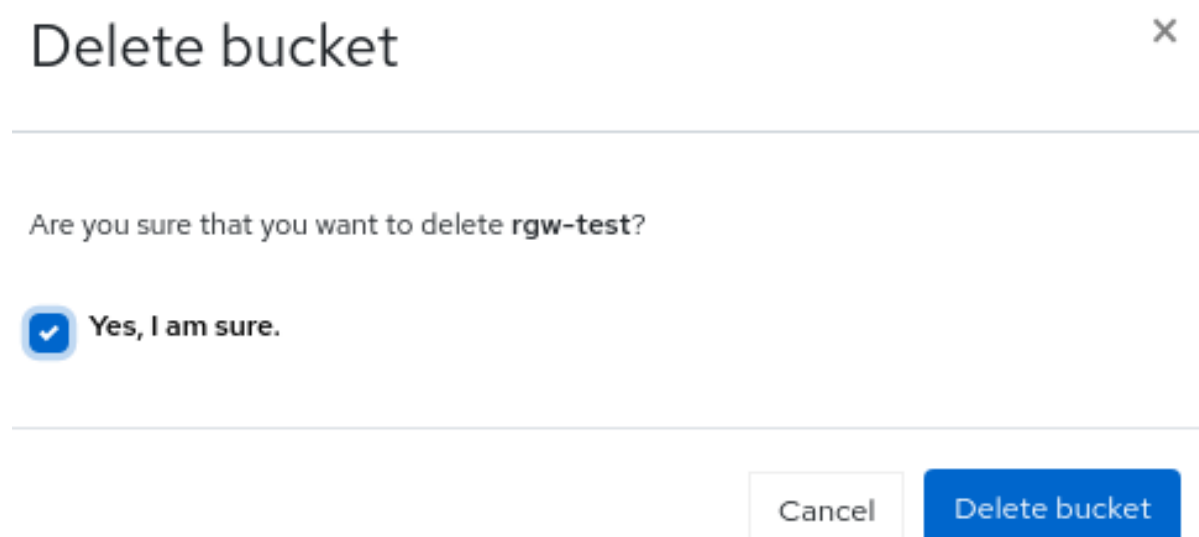 Delete bucket
Are you sure that you want to delete rgw-test?
Yes, I am sure.
Cancel
Delete bucket